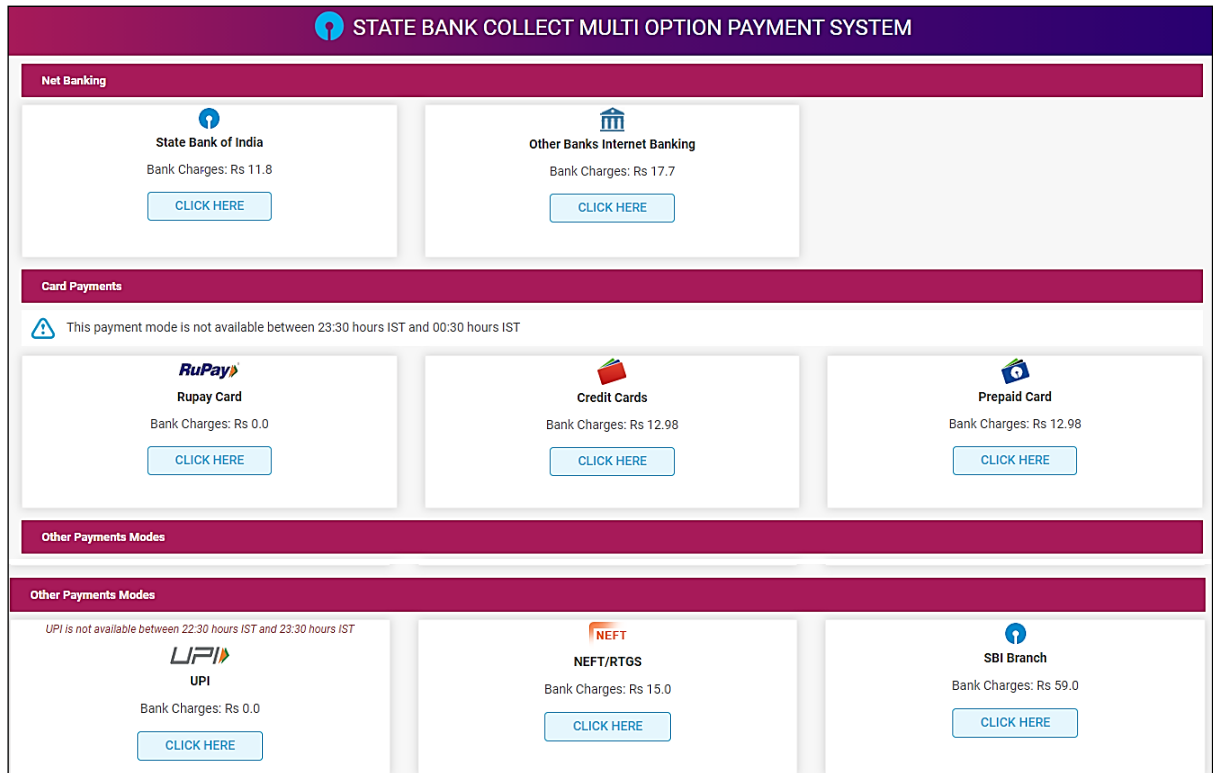 STATE BANK COLLECT MULTI OPTION PAYMENT SYSTEM
Net Banking
State Bank of India
Bank Charges: Rs 11.8
CLICK HERE
Other Banks Internet Banking
Bank Charges: Rs 17.7
CLICK HERE
Card Payments
This payment mode is not available between 23:30 hours IST and 00:30 hours IST
RuPay
Rupay Card
Bank Charges: Rs 0.0
CLICK HERE
Credit Cards
Bank Charges: Rs 12.98
CLICK HERE
Prepaid Card
Bank Charges: Rs 12.98
CLICK HERE
Other Payments Modes
Other Payments Modes
UPI is not available between 22:30 hours IST and 23:30 hours IST
UPI
UPI
Bank Charges: Rs 0.0
CLICK HERE
NEFT
NEFT/RTGS
Bank Charges: Rs 15.0
CLICK HERE
SBI Branch
Bank Charges: Rs 59.0
CLICK HERE